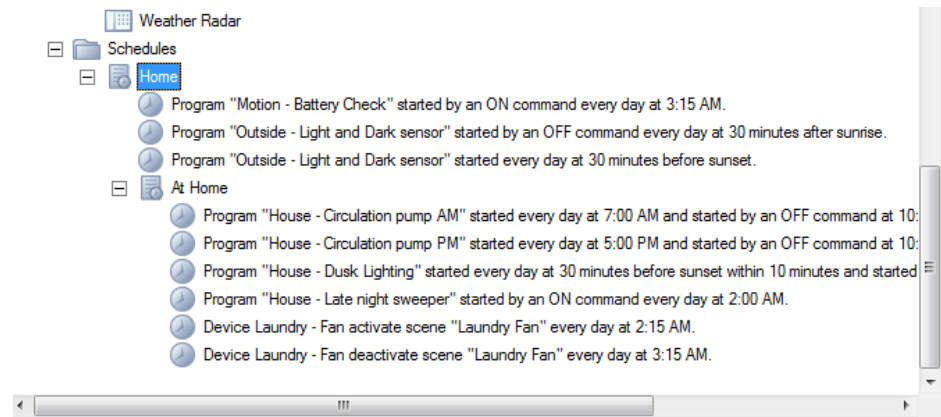 Weather Radar
Schedules
Home
Program "Motion - Battery Check" started by an ON command every day at 3:15 AM.
Program "Outside - Light and Dark sensor" started by an OFF command every day at 30 minutes after sunrise.
Program "Outside - Light and Dark sensor" started every day at 30 minutes before sunset.
At Home
Program "House - Circulation pump AM" started every day at 7:00 AM and started by an OFF command at 10:
Program "House - Circulation pump PM" started every day at 5:00 PM and started by an OFF command at 10:
Program "House - Dusk Lighting" started every day at 30 minutes before sunset within 10 minutes and started
Program "House - Late night sweeper" started by an ON command every day at 2:00 AM.
Device Laundry - Fan activate scene "Laundry Fan" every day at 2:15 AM.
Device Laundry - Fan deactivate scene "Laundry Fan" every day at 3:15 AM.